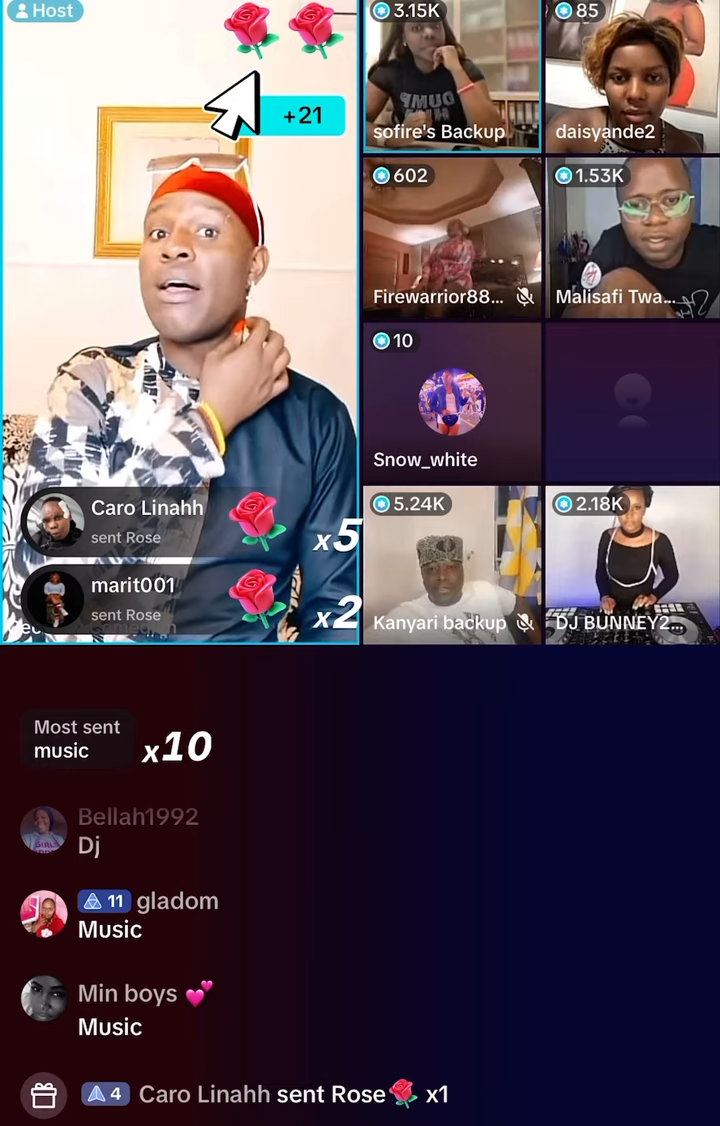 Host
+21
3.15K
sofire's Backup
85
daisyande2
602
Firewarrior88...
1.53K
Malisafi Twa...
10
Snow_white
5.24K
Kanyari backup
2.18K
DJ BUNNEY2...
Caro Linahh
sent Rose
x5
marit001
sent Rose
x2
Most sent
music
x10
Bellah1992
Dj
11 gladom
Music
Min boys 💕
Music
4 Caro Linahh sent Rose🌹 x1